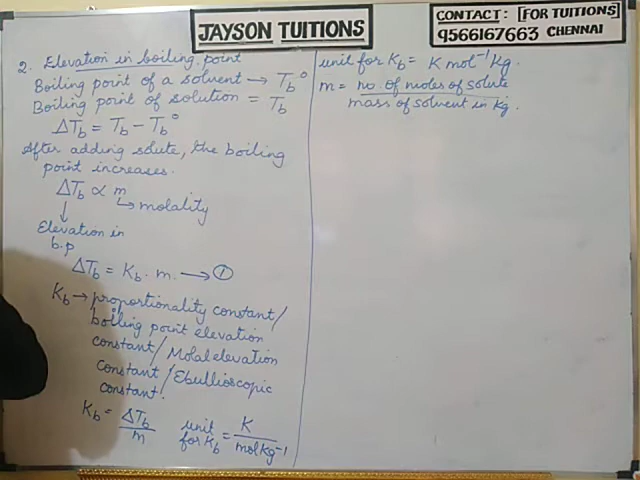 JAYSON TUITIONS
CONTACT: [FOR TUITIONS]
9566167663 CHENNAI
2. Elevation in boiling point
Boiling point of a solvent → Tb°
Boiling point of solution = Tb
ΔTb = Tb − Tb°
After adding solute, the boiling
point increases.
ΔTb ∝ m
↳ molality
↓
Elevation in
b.p
ΔTb = Kb . m. → ①
Kb → proportionality constant/
boiling point elevation
constant / Molal elevation
constant / Ebullioscopic
constant.
Kb = ΔTb / m unit for Kb = K / mol kg⁻¹
unit for Kb = K mol⁻¹ Kg.
m = no. of moles of solute
mass of solvent in Kg.